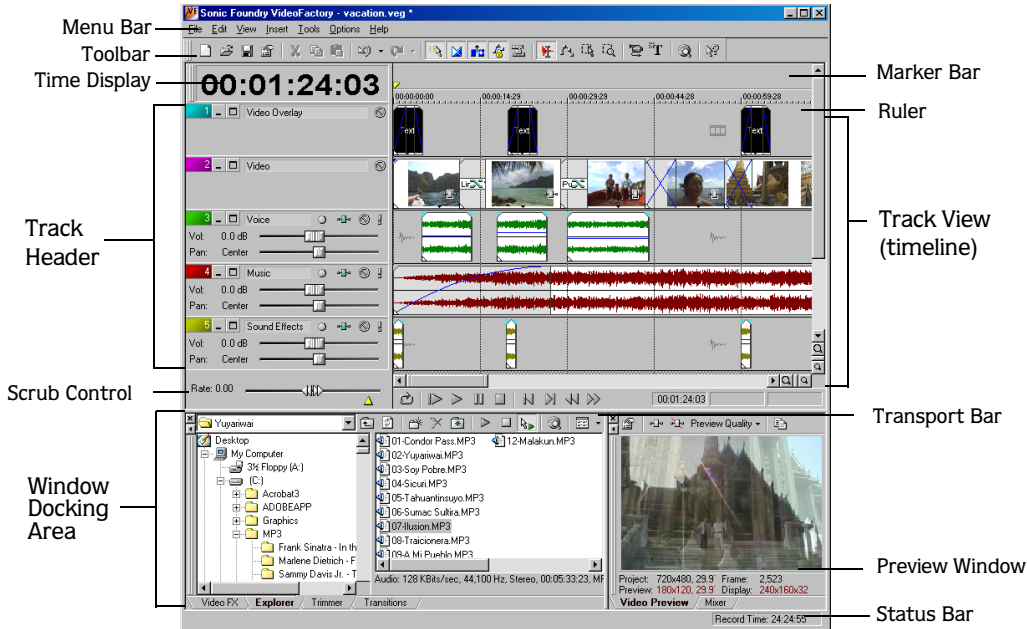 Sonic Foundry VideoFactory - vacation.veg *
Menu Bar
File Edit View Insert Tools Options Help
Toolbar
Time Display
00:01:24:03
Marker Bar
00:00:00:00 00:00:14:29 00:00:29:29 00:00:44:28 00:00:59:28
Ruler
1 Video Overlay
Text Text Text
2 Video
3 Voice
Vol: 0.0 dB
Pan: Center
Track Header
Track View (timeline)
4 Music
Vol: 0.0 dB
Pan: Center
5 Sound Effects
Vol: 0.0 dB
Pan: Center
Scrub Control
Rate: 0.00
00:01:24:03
Transport Bar
Window Docking Area
Yuyariwai
Desktop
My Computer
3½ Floppy (A:)
(C:)
Acrobat3
ADOBEAPP
Graphics
MP3
Frank Sinatra - In th
Marlene Dietrich - F
Sammy Davis Jr. - T
01-Condor Pass.MP3 12-Malakun.MP3
02-Yuyariwai.MP3
03-Soy Pobre.MP3
04-Sicuri.MP3
05-Tahuantinsuyo.MP3
06-Sumac Sultira.MP3
07-Ilusion.MP3
08-Traicionera.MP3
09-A Mi Pueblo.MP3
Audio: 128 KBits/sec, 44,100 Hz, Stereo, 00:05:33:23, MF
Video FX Explorer Trimmer Transitions
Preview Quality
Preview Window
Project: 720x480, 29.9 Frame: 2,523
Preview: 180x120, 29.9 Display: 240x160x32
Video Preview Mixer
Status Bar
Record Time: 24:24:55